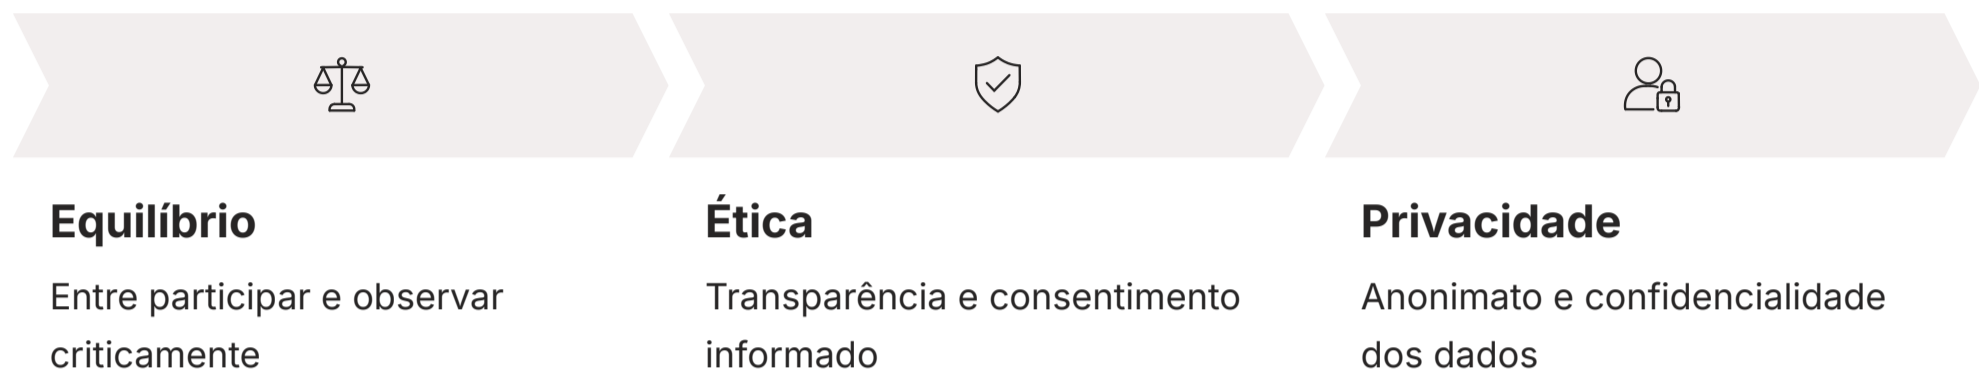 Equilíbrio
Entre participar e observar
criticamente
Ética
Transparência e consentimento
informado
Privacidade
Anonimato e confidencialidade
dos dados